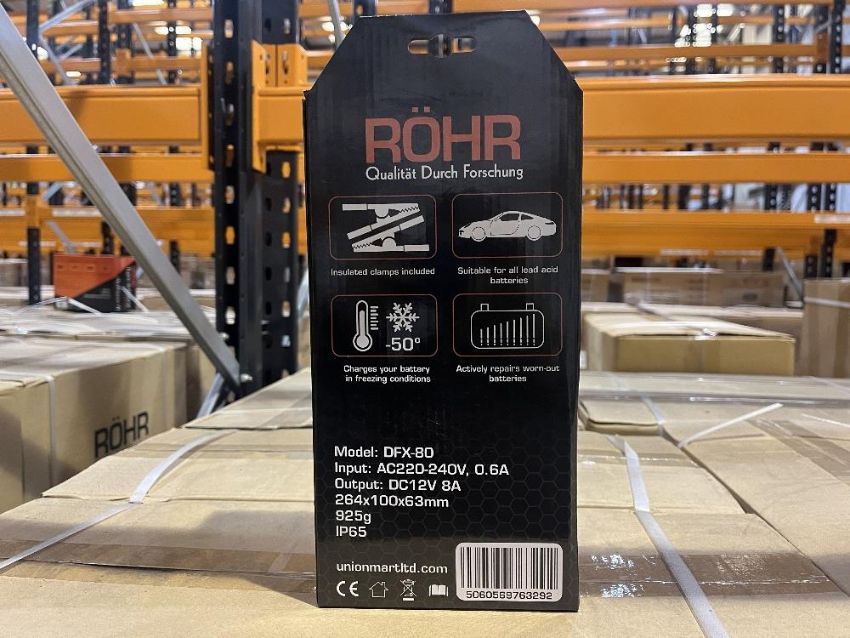 RÖHR
Qualität Durch Forschung
Insulated clamps included
Suitable for all lead acid
batteries
-50°
Charges your battery
in freezing conditions
Actively repairs worn-out
batteries
RÖHR
Model: DFX-80
Input: AC220-240V, 0.6A
Output: DC12V 8A
264x100x63mm
925g
IP65
unionmartltd.com
CE
5060569763292